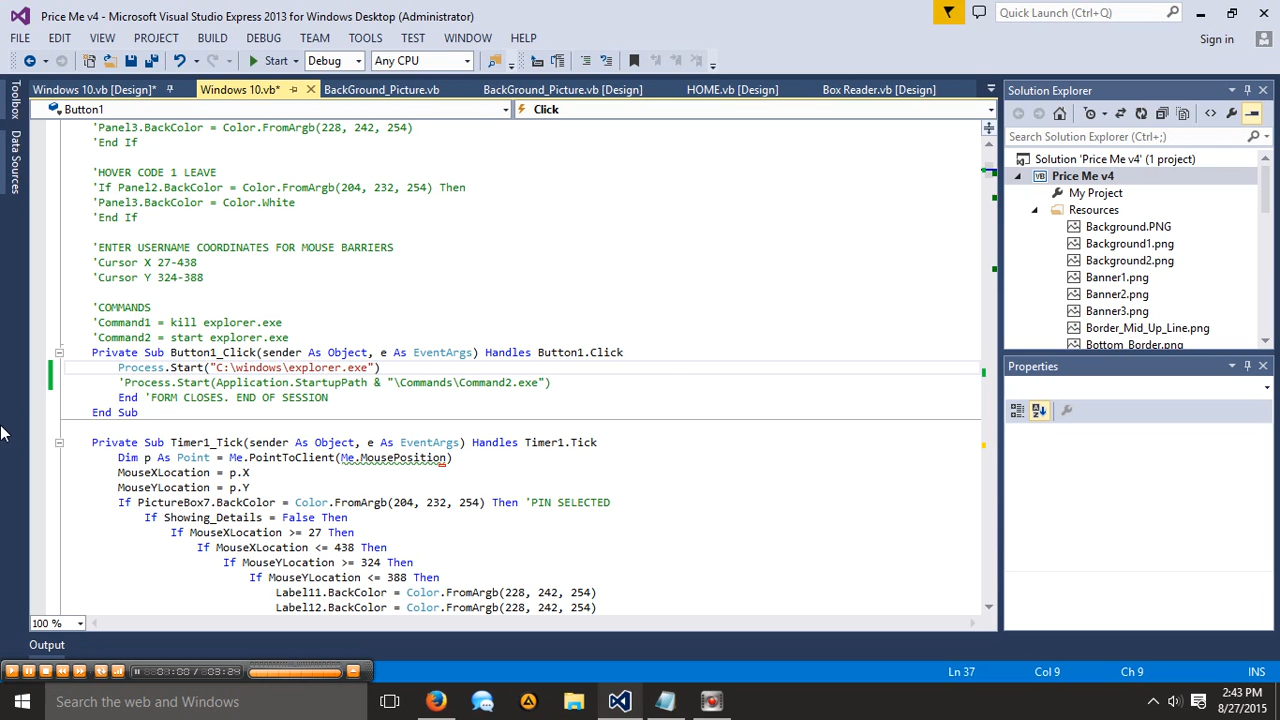 Price Me v4 - Microsoft Visual Studio Express 2013 for Windows Desktop (Administrator)
Quick Launch (Ctrl+Q)
FILE EDIT VIEW PROJECT BUILD DEBUG TEAM TOOLS TEST WINDOW HELP
Sign in
Start Debug Any CPU
Windows 10.vb [Design]* Windows 10.vb* BackGround_Picture.vb BackGround_Picture.vb [Design] HOME.vb [Design] Box Reader.vb [Design]
Button1 Click
Toolbox
Data Sources
'Panel3.BackColor = Color.FromArgb(228, 242, 254)
'End If
'HOVER CODE 1 LEAVE
'If Panel2.BackColor = Color.FromArgb(204, 232, 254) Then
'Panel3.BackColor = Color.White
'End If
'ENTER USERNAME COORDINATES FOR MOUSE BARRIERS
'Cursor X 27-438
'Cursor Y 324-388
'COMMANDS
'Command1 = kill explorer.exe
'Command2 = start explorer.exe
Private Sub Button1_Click(sender As Object, e As EventArgs) Handles Button1.Click
Process.Start("C:\windows\explorer.exe")
'Process.Start(Application.StartupPath & "\Commands\Command2.exe")
End 'FORM CLOSES. END OF SESSION
End Sub
Private Sub Timer1_Tick(sender As Object, e As EventArgs) Handles Timer1.Tick
Dim p As Point = Me.PointToClient(Me.MousePosition)
MouseXLocation = p.X
MouseYLocation = p.Y
If PictureBox7.BackColor = Color.FromArgb(204, 232, 254) Then 'PIN SELECTED
If Showing_Details = False Then
If MouseXLocation >= 27 Then
If MouseXLocation <= 438 Then
If MouseYLocation >= 324 Then
If MouseYLocation <= 388 Then
Label11.BackColor = Color.FromArgb(228, 242, 254)
Label12.BackColor = Color.FromArgb(228, 242, 254)
100 %
Solution Explorer
Search Solution Explorer (Ctrl+;)
Solution 'Price Me v4' (1 project)
VB Price Me v4
My Project
Resources
Background.PNG
Background1.png
Background2.png
Banner1.png
Banner2.png
Banner3.png
Border_Mid_Up_Line.png
Bottom_Border.png
Properties
Output
03:00 / 03:24
Ln 37 Col 9 Ch 9 INS
Search the web and Windows
2:43 PM
8/27/2015